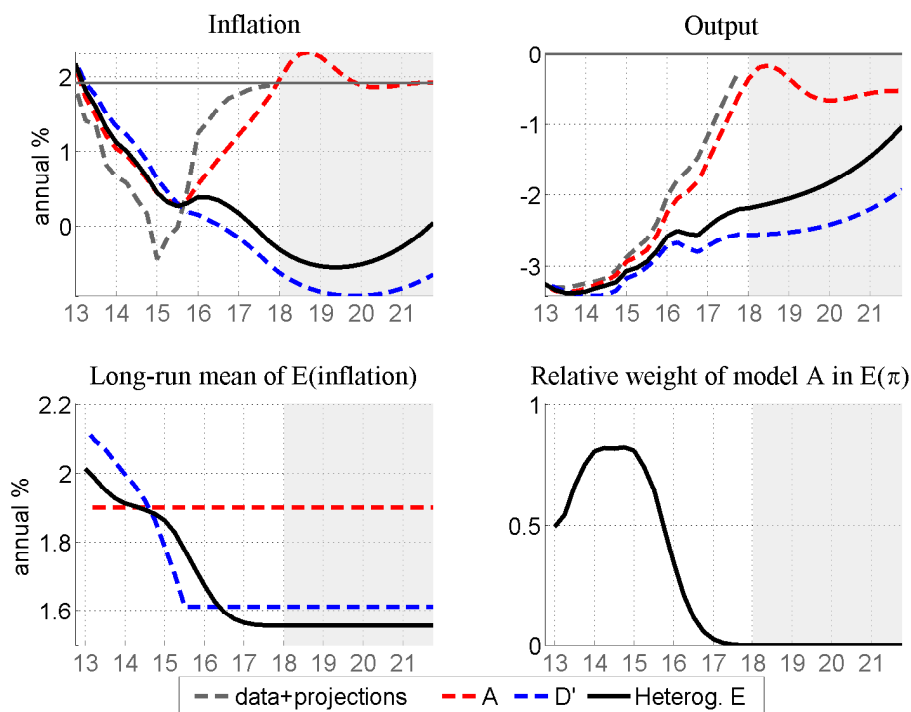 Inflation
annual %
2
1
0
13 14 15 16 17 18 19 20 21
Output
0
-1
-2
-3
13 14 15 16 17 18 19 20 21
Long-run mean of E(inflation)
annual %
2.2
2
1.8
1.6
13 14 15 16 17 18 19 20 21
Relative weight of model A in E(π)
1
0.5
0
13 14 15 16 17 18 19 20 21
data+projections A D' Heterog. E